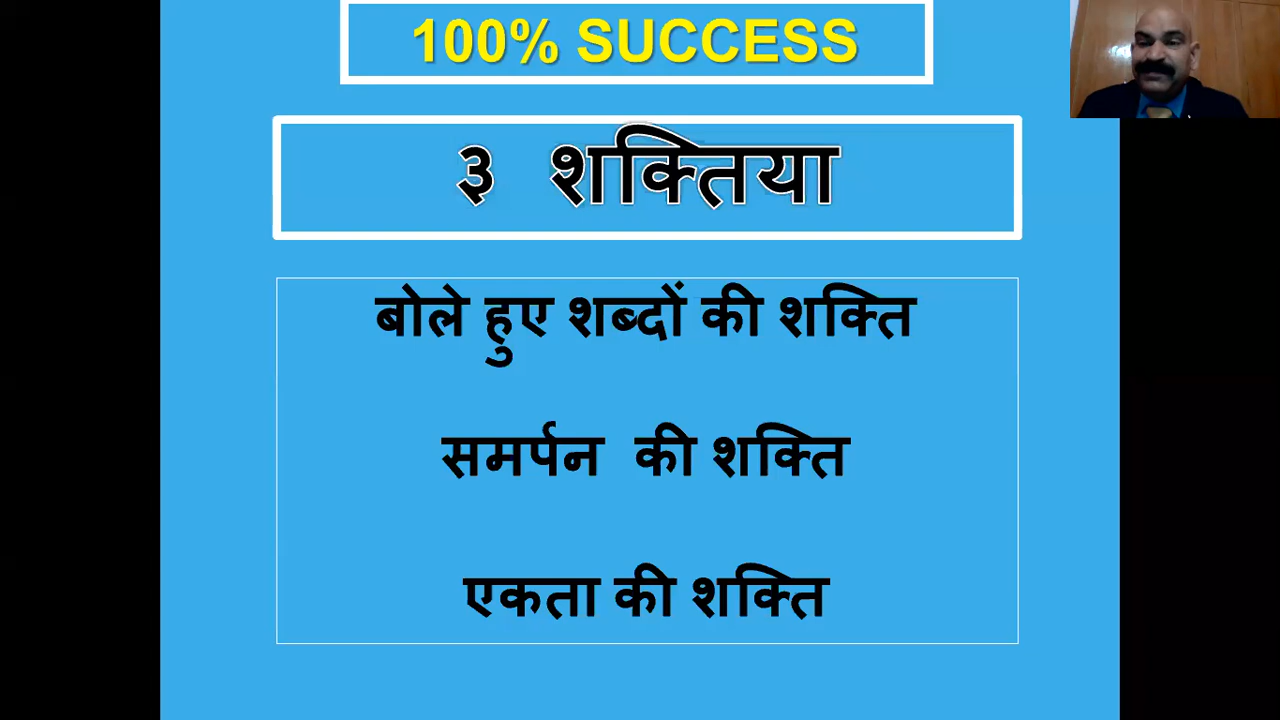 100% SUCCESS
३ शक्तिया
बोले हुए शब्दों की शक्ति
समर्पन की शक्ति
एकता की शक्ति